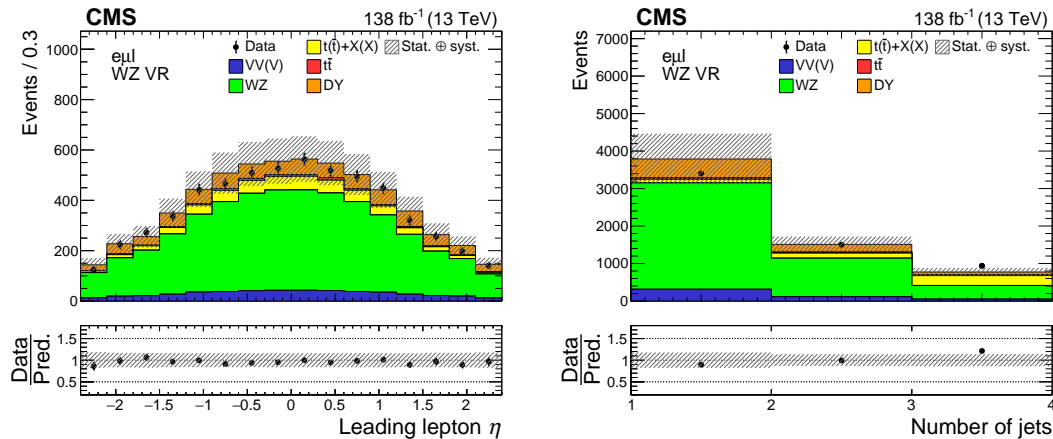 CMS 138 fb⁻¹ (13 TeV)
Events / 0.3
1000
800
600
400
200
0
eμl
WZ VR
Data t(t̄)+X(X) Stat. ⊕ syst.
VV(V) tt̄
WZ DY
Data
Pred.
1.5
1
0.5
−2 −1.5 −1 −0.5 0 0.5 1 1.5 2
Leading lepton η
CMS 138 fb⁻¹ (13 TeV)
Events
7000
6000
5000
4000
3000
2000
1000
0
eμl
WZ VR
Data t(t̄)+X(X) Stat. ⊕ syst.
VV(V) tt̄
WZ DY
Data
Pred.
1.5
1
0.5
1 2 3 4
Number of jets